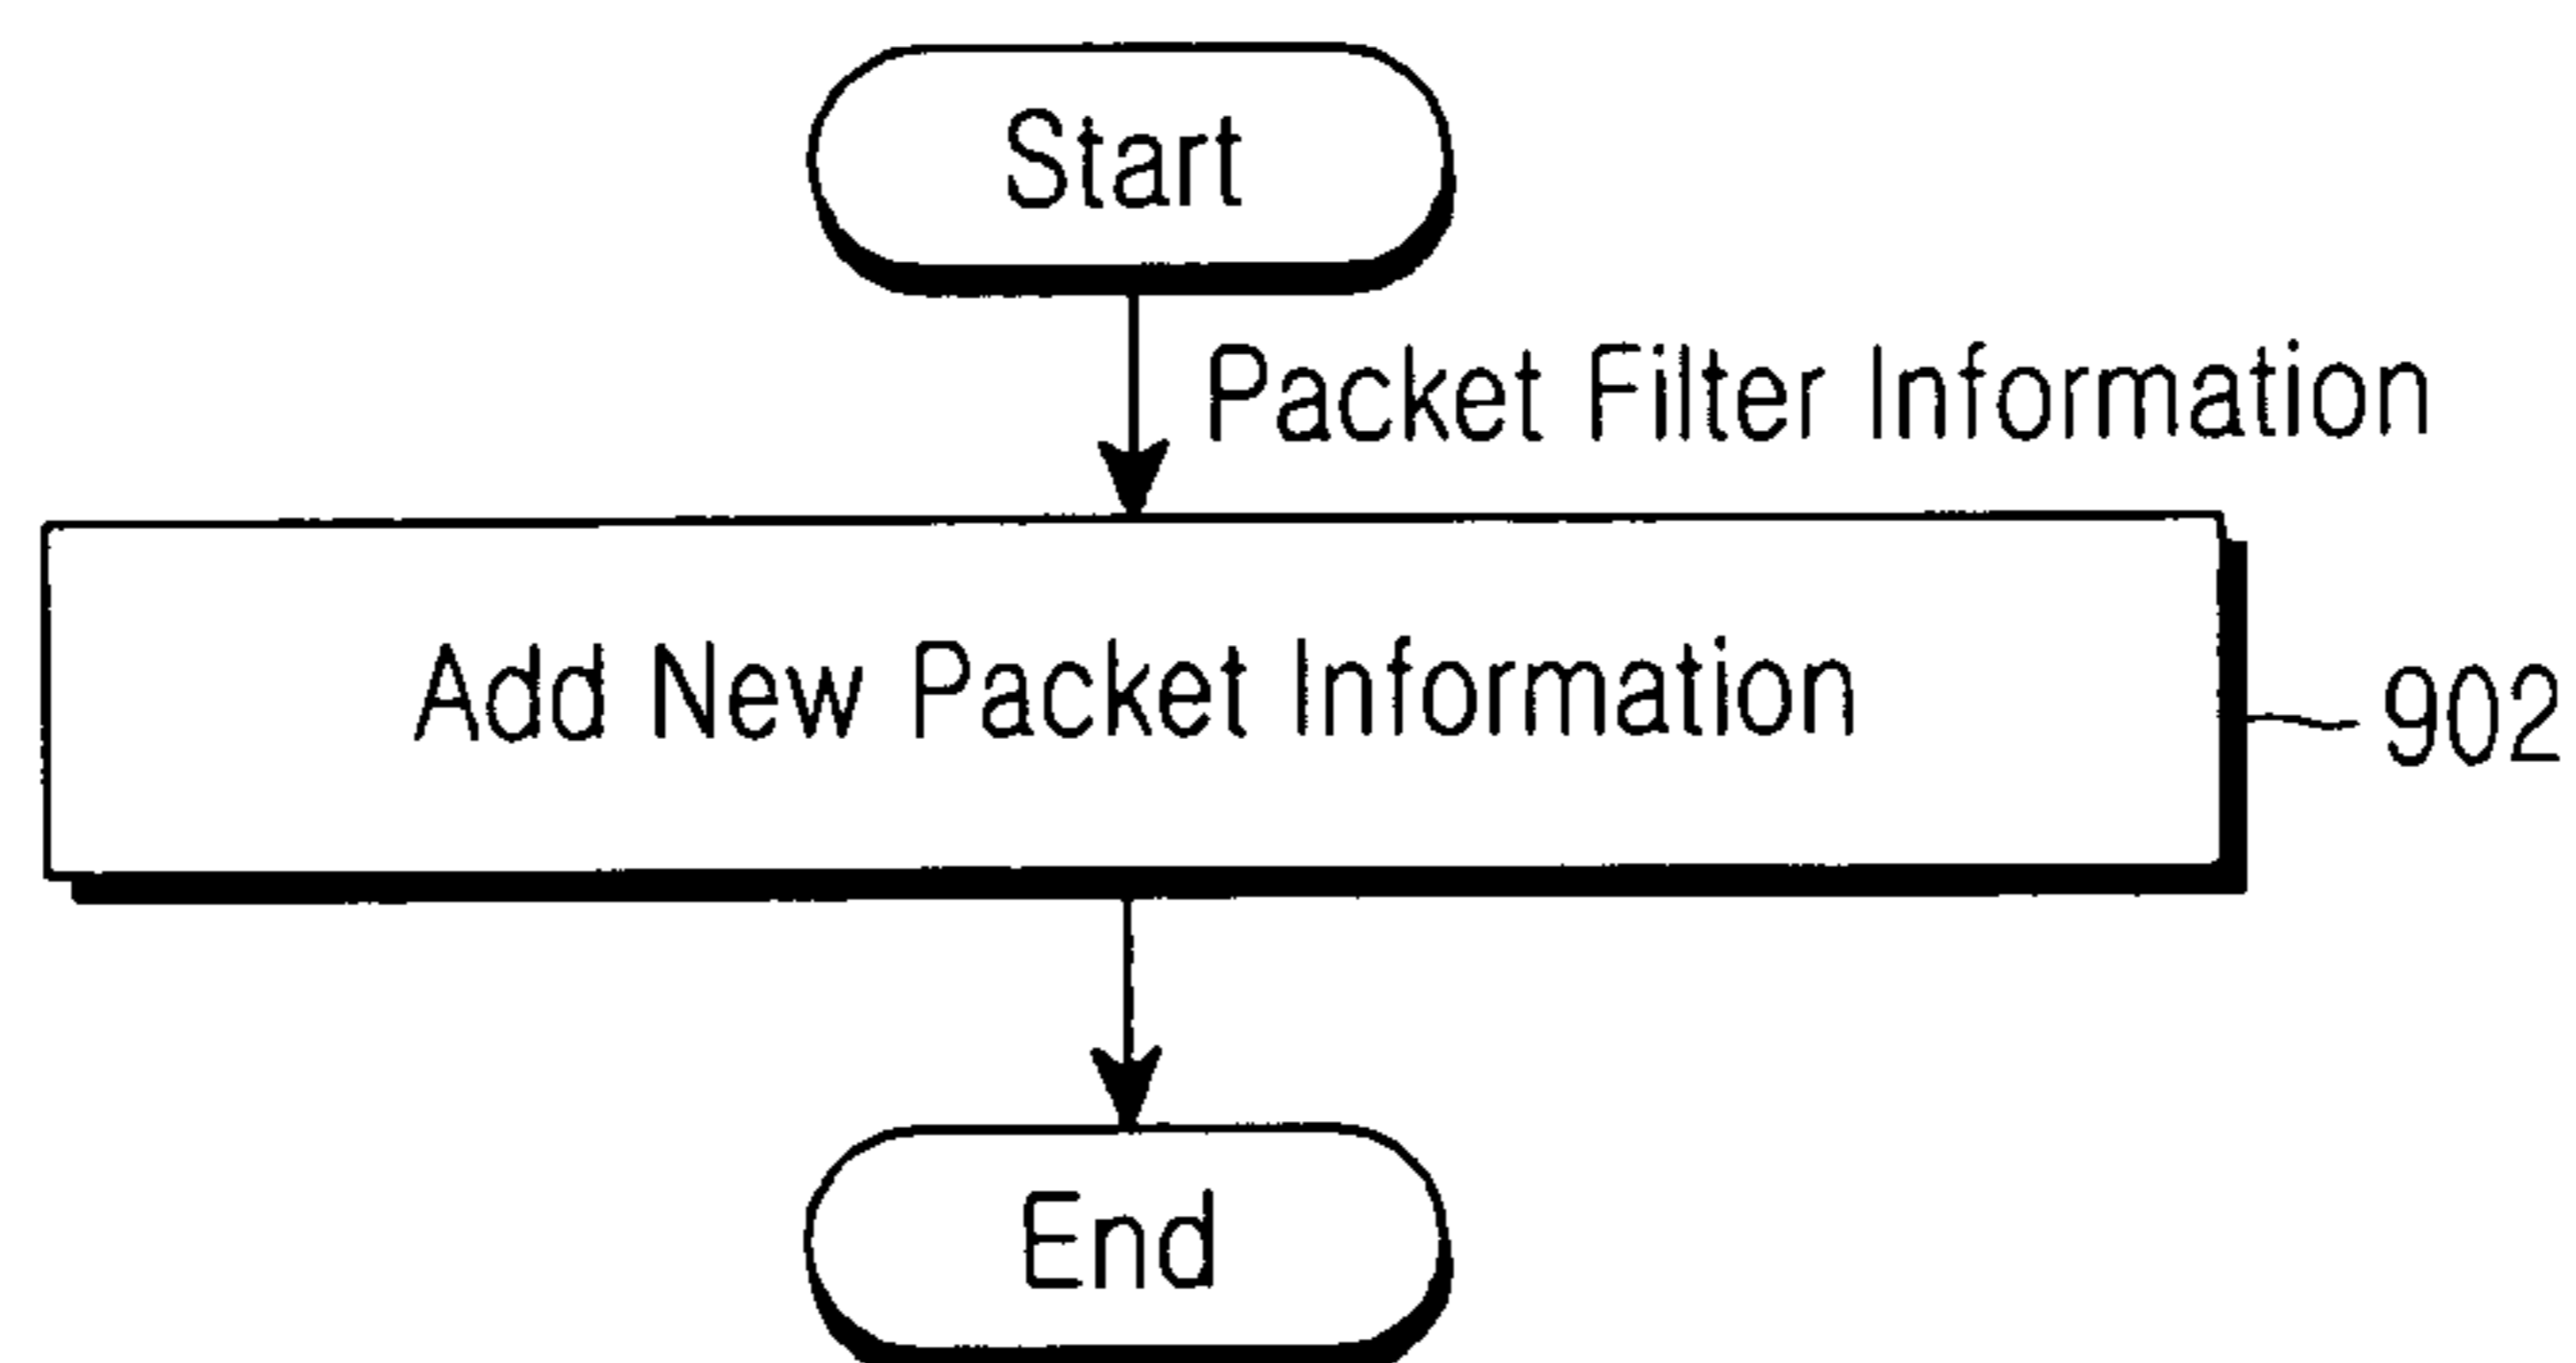 Start
Packet Filter Information
Add New Packet Information
902
End